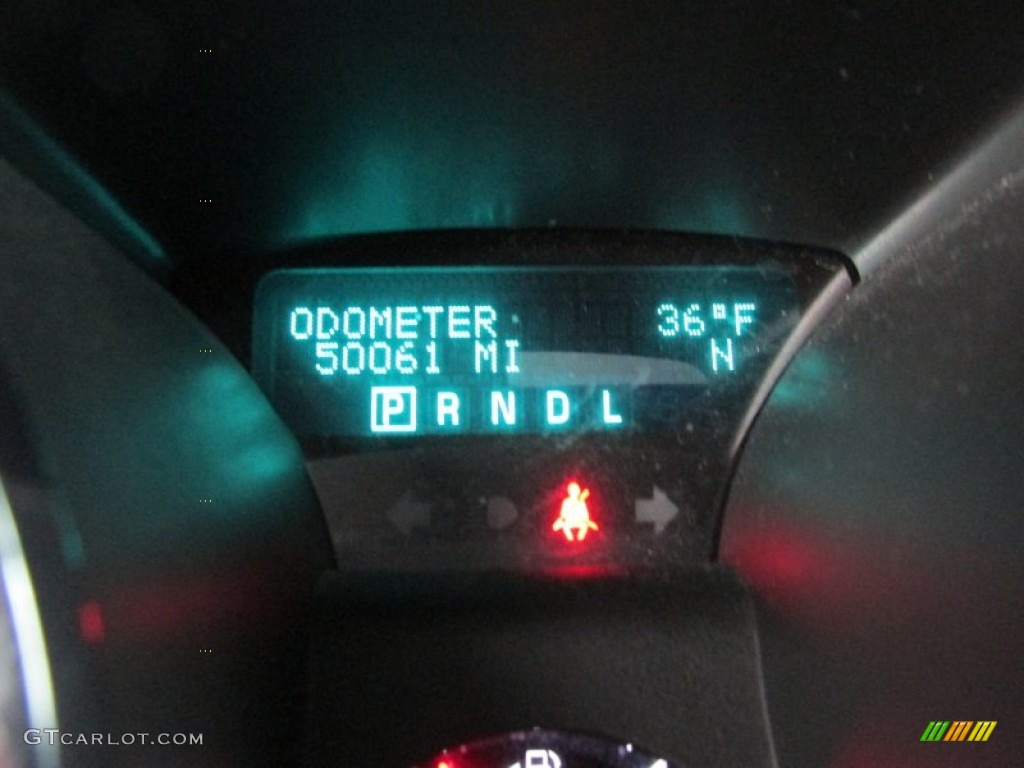 ODOMETER 36°F
50061 MI N
P R N D L
GTCARLOT.COM